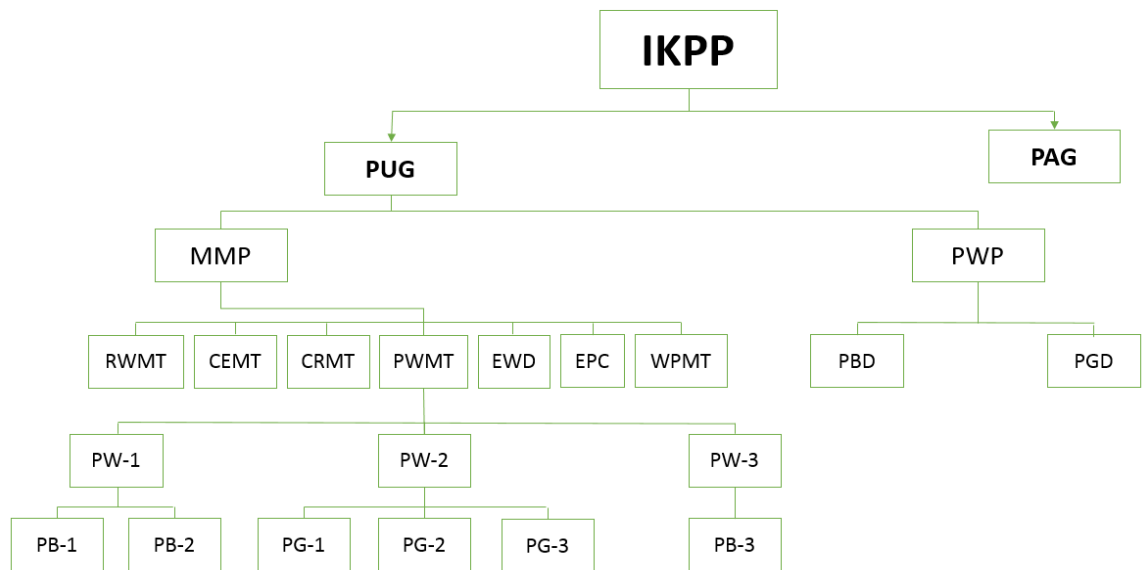 IKPP
PUG
PAG
MMP
PWP
RWMT
CEMT
CRMT
PWMT
EWD
EPC
WPMT
PBD
PGD
PW-1
PW-2
PW-3
PB-1
PB-2
PG-1
PG-2
PG-3
PB-3